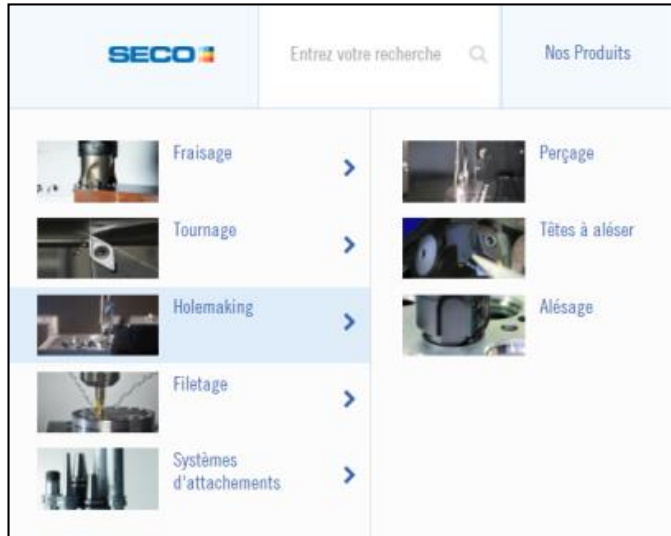 SECO
Entrez votre recherche
Nos Produits
Fraisage
Tournage
Holemaking
Filetage
Systèmes
d'attachements
Perçage
Têtes à aléser
Alésage